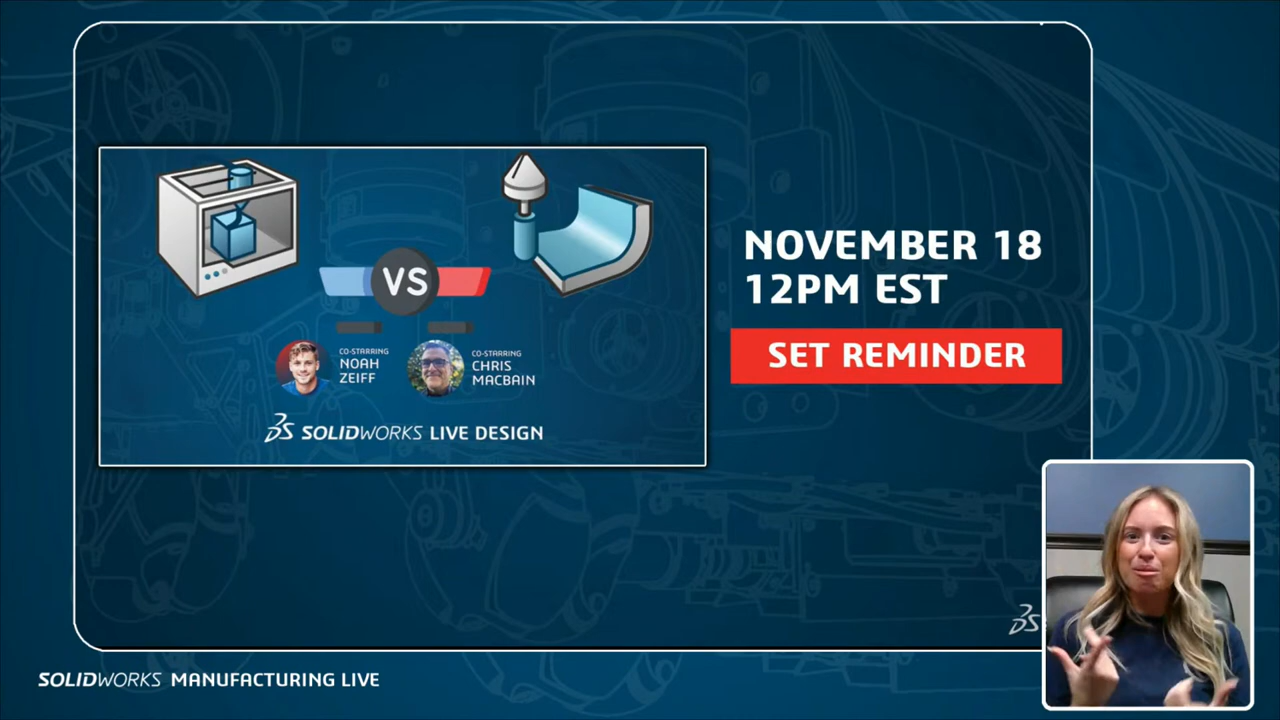 VS
CO-STARRING
NOAH
ZEIFF
CO-STARRING
CHRIS
MACBAIN
SOLIDWORKS LIVE DESIGN
NOVEMBER 18
12PM EST
SET REMINDER
SOLIDWORKS MANUFACTURING LIVE